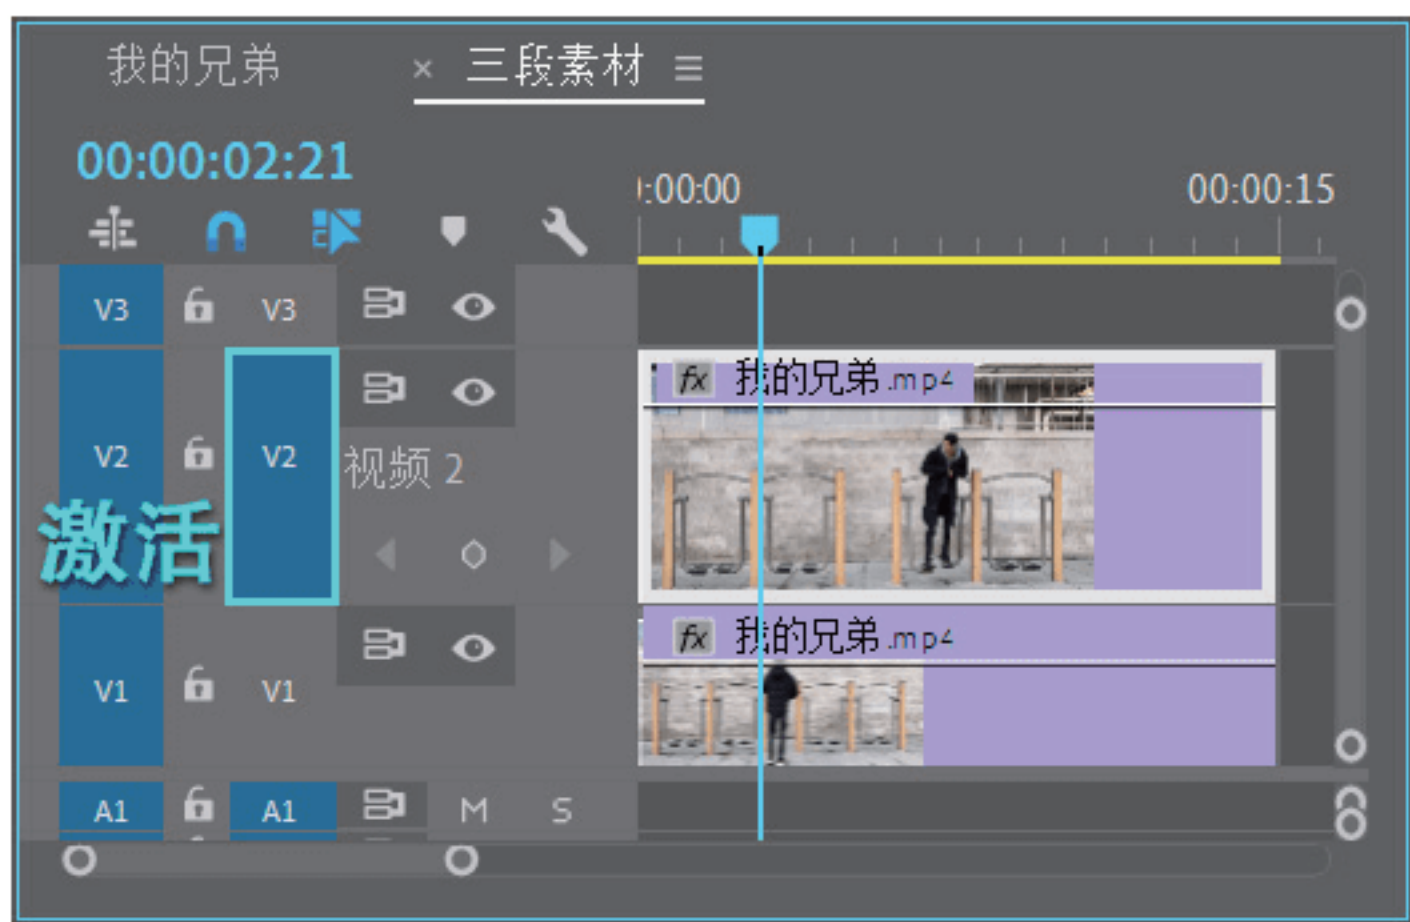 我的兄弟 × 三段素材 ≡
00:00:02:21
:00:00 00:00:15
V3 V3
fx 我的兄弟.mp4
V2 V2 视频 2
激活
fx 我的兄弟.mp4
V1 V1
A1 A1 M S